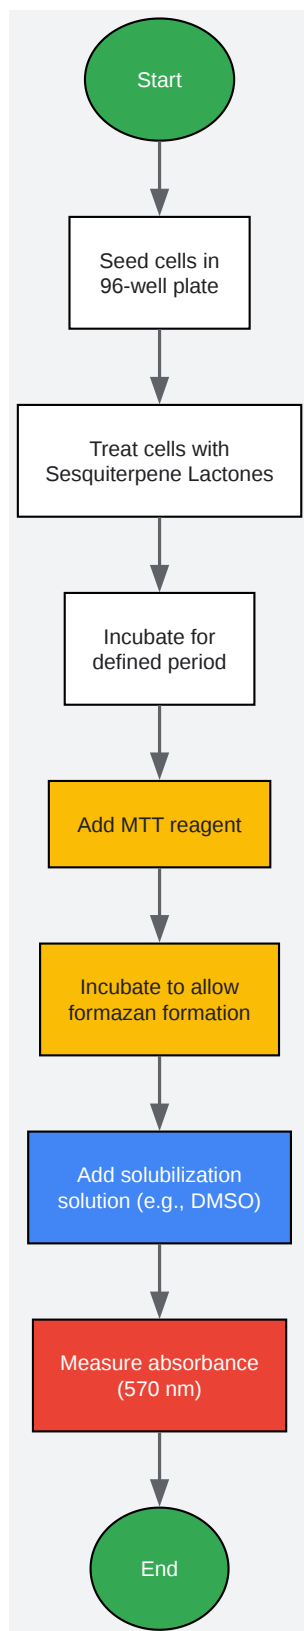 Start
Seed cells in
96-well plate
Treat cells with
Sesquiterpene Lactones
Incubate for
defined period
Add MTT reagent
Incubate to allow
formazan formation
Add solubilization
solution (e.g., DMSO)
Measure absorbance
(570 nm)
End